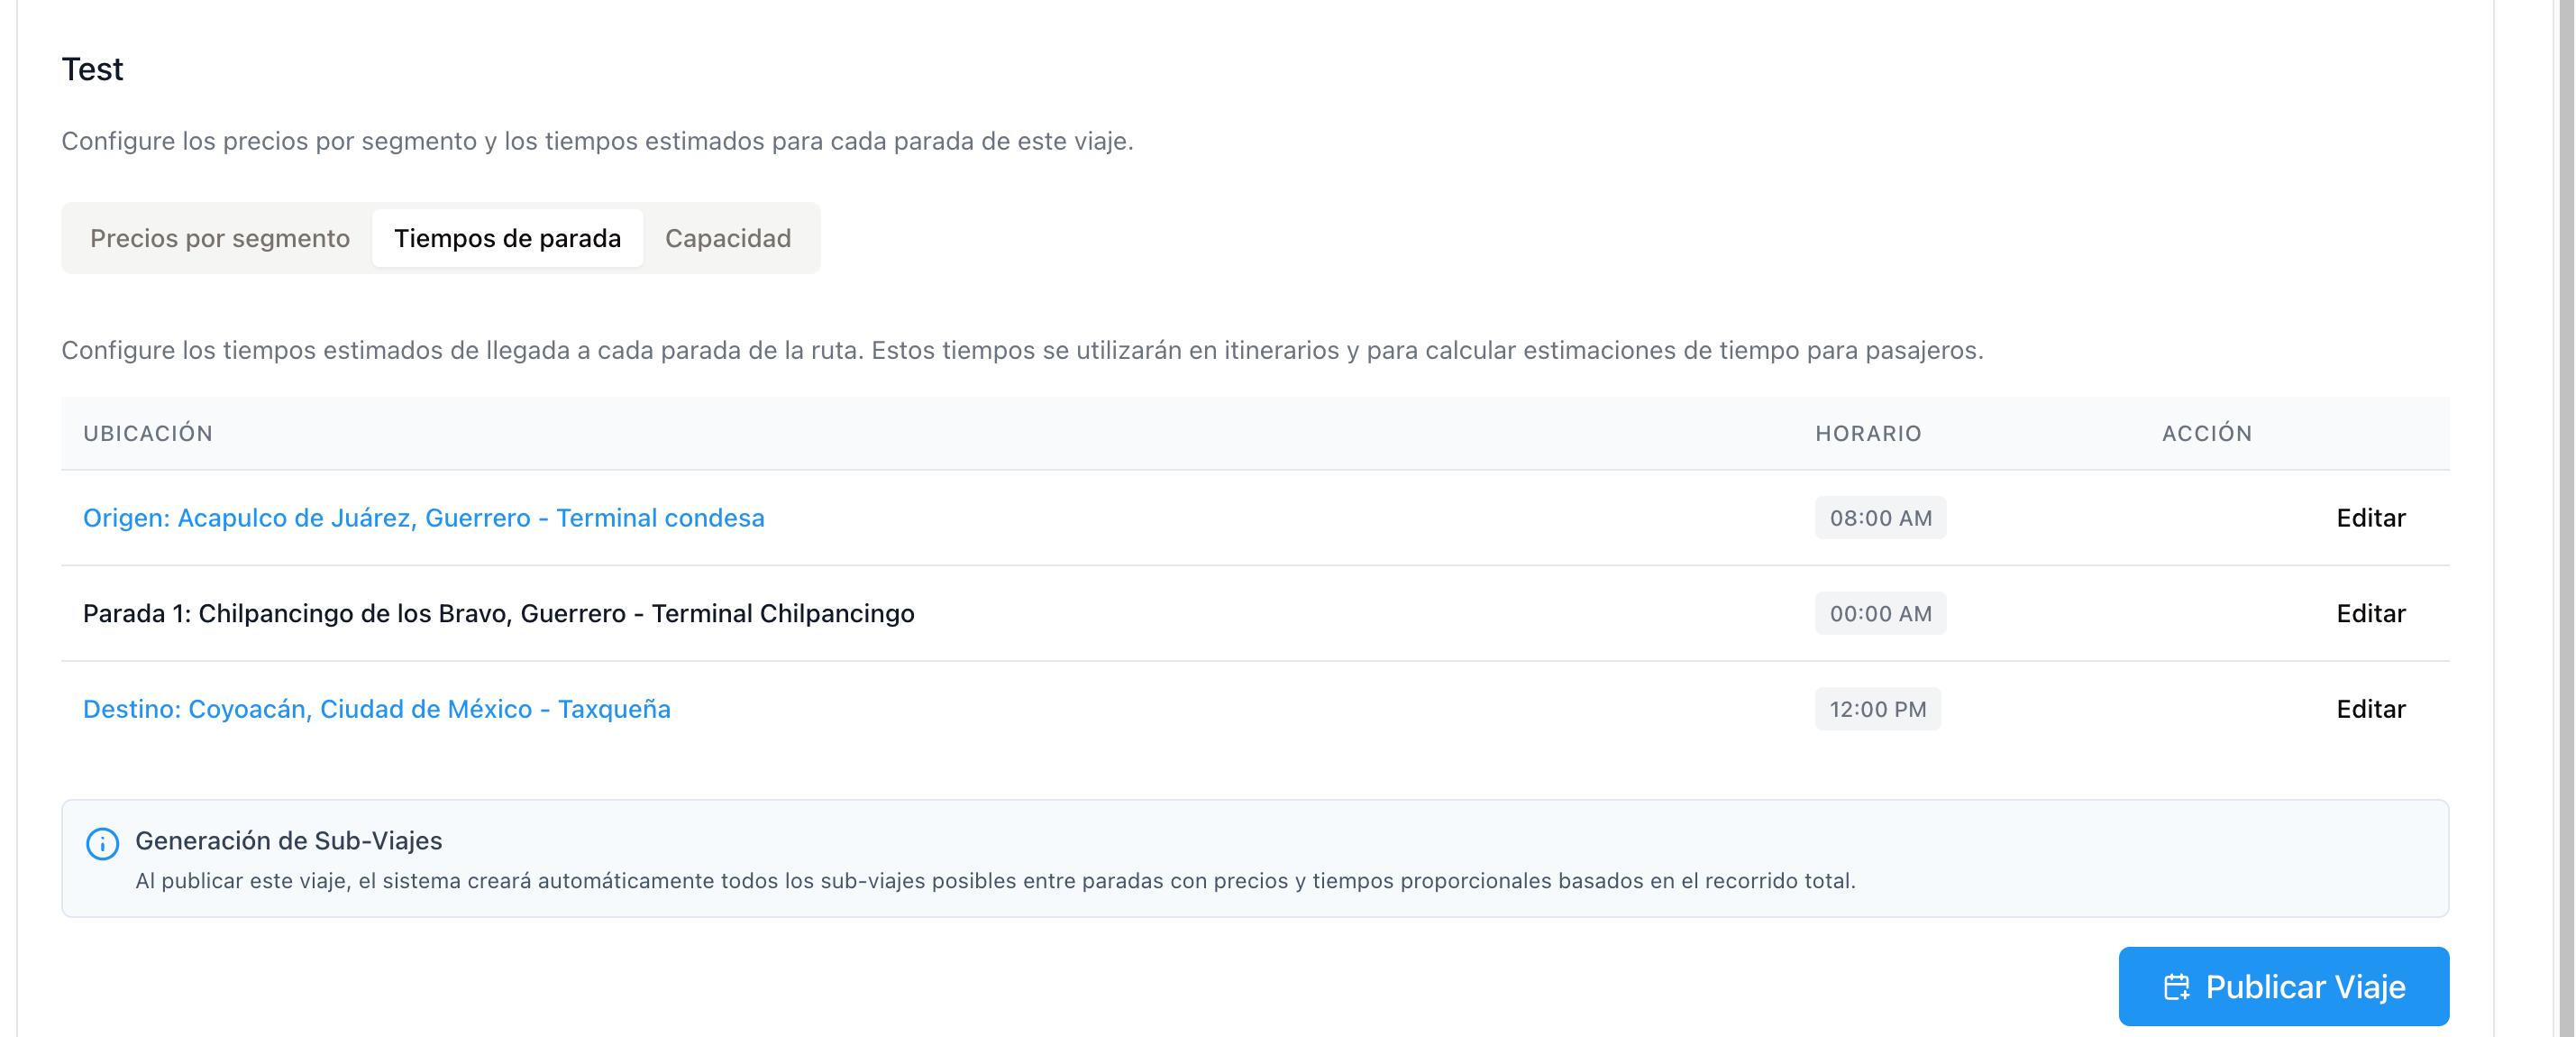 Test
Configure los precios por segmento y los tiempos estimados para cada parada de este viaje.
Precios por segmento Tiempos de parada Capacidad
Configure los tiempos estimados de llegada a cada parada de la ruta. Estos tiempos se utilizarán en itinerarios y para calcular estimaciones de tiempo para pasajeros.
UBICACIÓN HORARIO ACCIÓN
Origen: Acapulco de Juárez, Guerrero - Terminal condesa 08:00 AM Editar
Parada 1: Chilpancingo de los Bravo, Guerrero - Terminal Chilpancingo 00:00 AM Editar
Destino: Coyoacán, Ciudad de México - Taxqueña 12:00 PM Editar
Generación de Sub-Viajes
Al publicar este viaje, el sistema creará automáticamente todos los sub-viajes posibles entre paradas con precios y tiempos proporcionales basados en el recorrido total.
Publicar Viaje